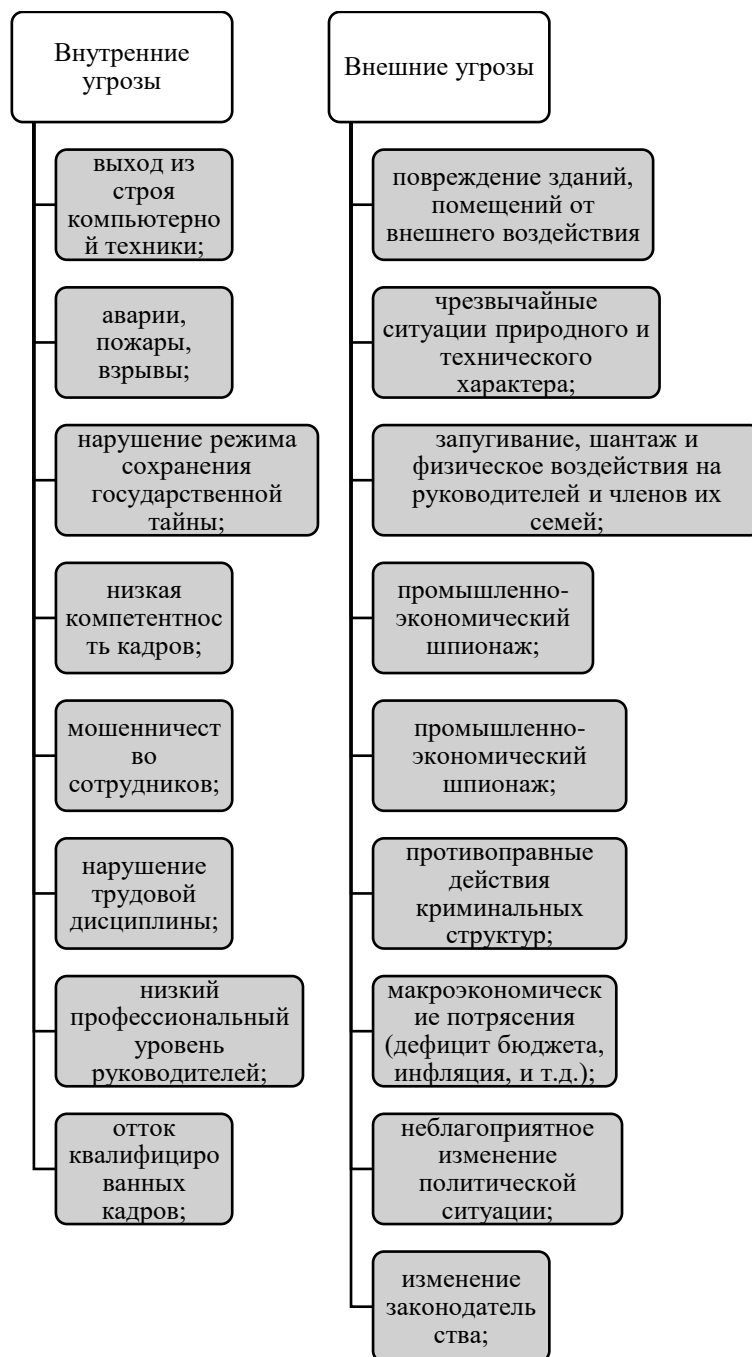 Внутренние
угрозы
выход из
строя
компьютерно
й техники;
аварии,
пожары,
взрывы;
нарушение режима
сохранения
государственной
тайны;
низкая
компетентнос
ть кадров;
мошенничест
во
сотрудников;
нарушение
трудовой
дисциплины;
низкий
профессиональный
уровень
руководителей;
отток
квалифициро
ванных
кадров;
Внешние угрозы
повреждение зданий,
помещений от
внешнего воздействия
чрезвычайные
ситуации природного и
технического
характера;
запугивание, шантаж и
физическое воздействия на
руководителей и членов их
семей;
промышленно-
экономический
шпионаж;
промышленно-
экономический
шпионаж;
противоправные
действия
криминальных
структур;
макроэкономическ
ие потрясения
(дефицит бюджета,
инфляция, и т.д.);
неблагоприятное
изменение
политической
ситуации;
изменение
законодатель
ства;